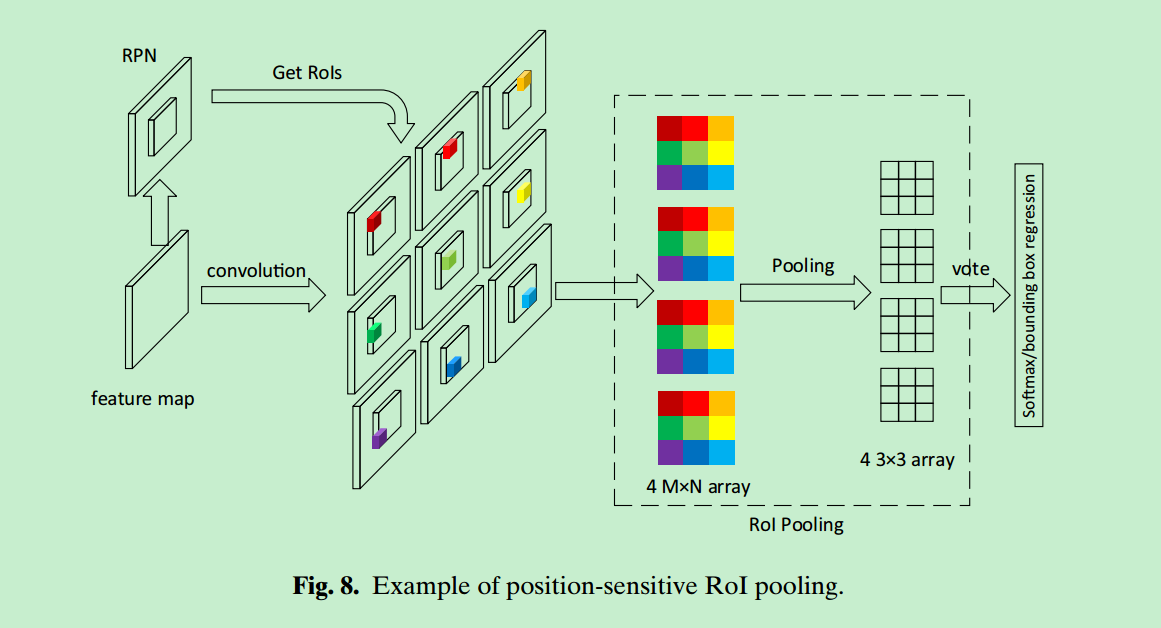 RPN
Get RoIs
convolution
feature map
Pooling
vote
Softmax/bounding box regression
4 M×N array
4 3×3 array
RoI Pooling
Fig. 8. Example of position-sensitive RoI pooling.